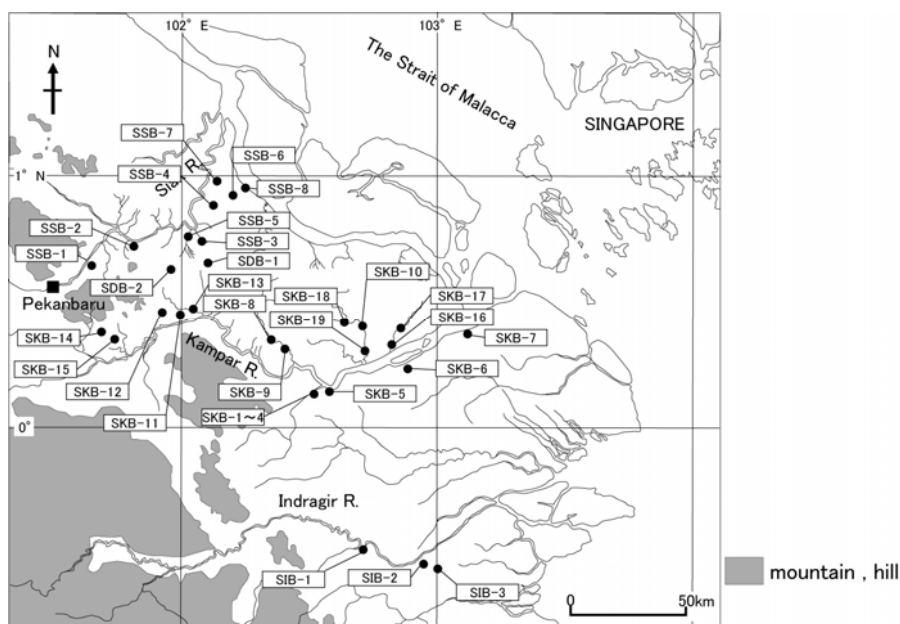 102° E
103° E
N
The Strait of Malacca
SINGAPORE
SSB-7
SSB-6
SSB-4
Siak R.
SSB-8
1° N
SSB-5
SSB-2
SSB-3
SSB-1
SDB-1
SKB-10
SKB-13
SDB-2
SKB-18
SKB-17
Pekanbaru
SKB-8
SKB-19
SKB-16
SKB-7
SKB-14
Kampar R.
SKB-15
SKB-6
SKB-12
SKB-9
SKB-5
SKB-1～4
SKB-11
0°
Indragir R.
SIB-1
SIB-2
SIB-3
mountain , hill
0 50km